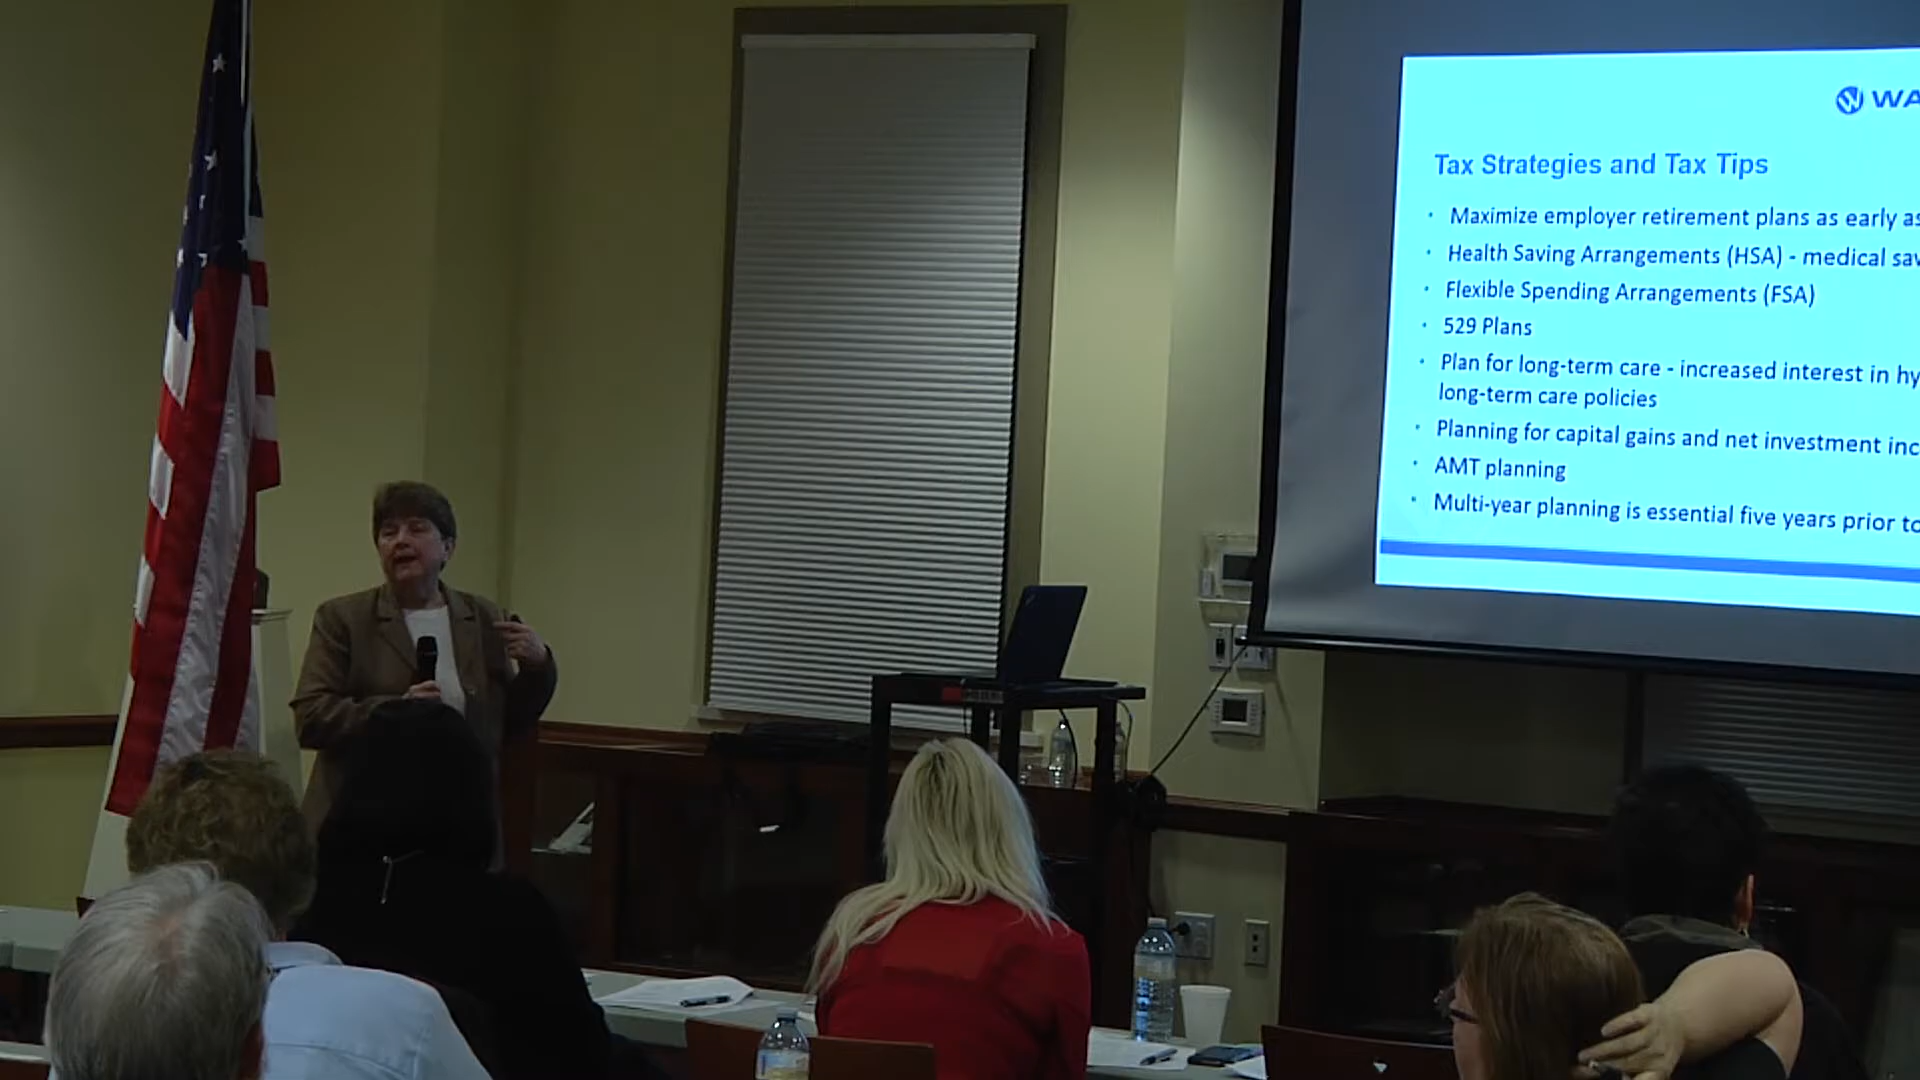 WA
Tax Strategies and Tax Tips
• Maximize employer retirement plans as early as
• Health Saving Arrangements (HSA) - medical sav
• Flexible Spending Arrangements (FSA)
• 529 Plans
• Plan for long-term care - increased interest in hy
long-term care policies
• Planning for capital gains and net investment inc
• AMT planning
• Multi-year planning is essential five years prior to